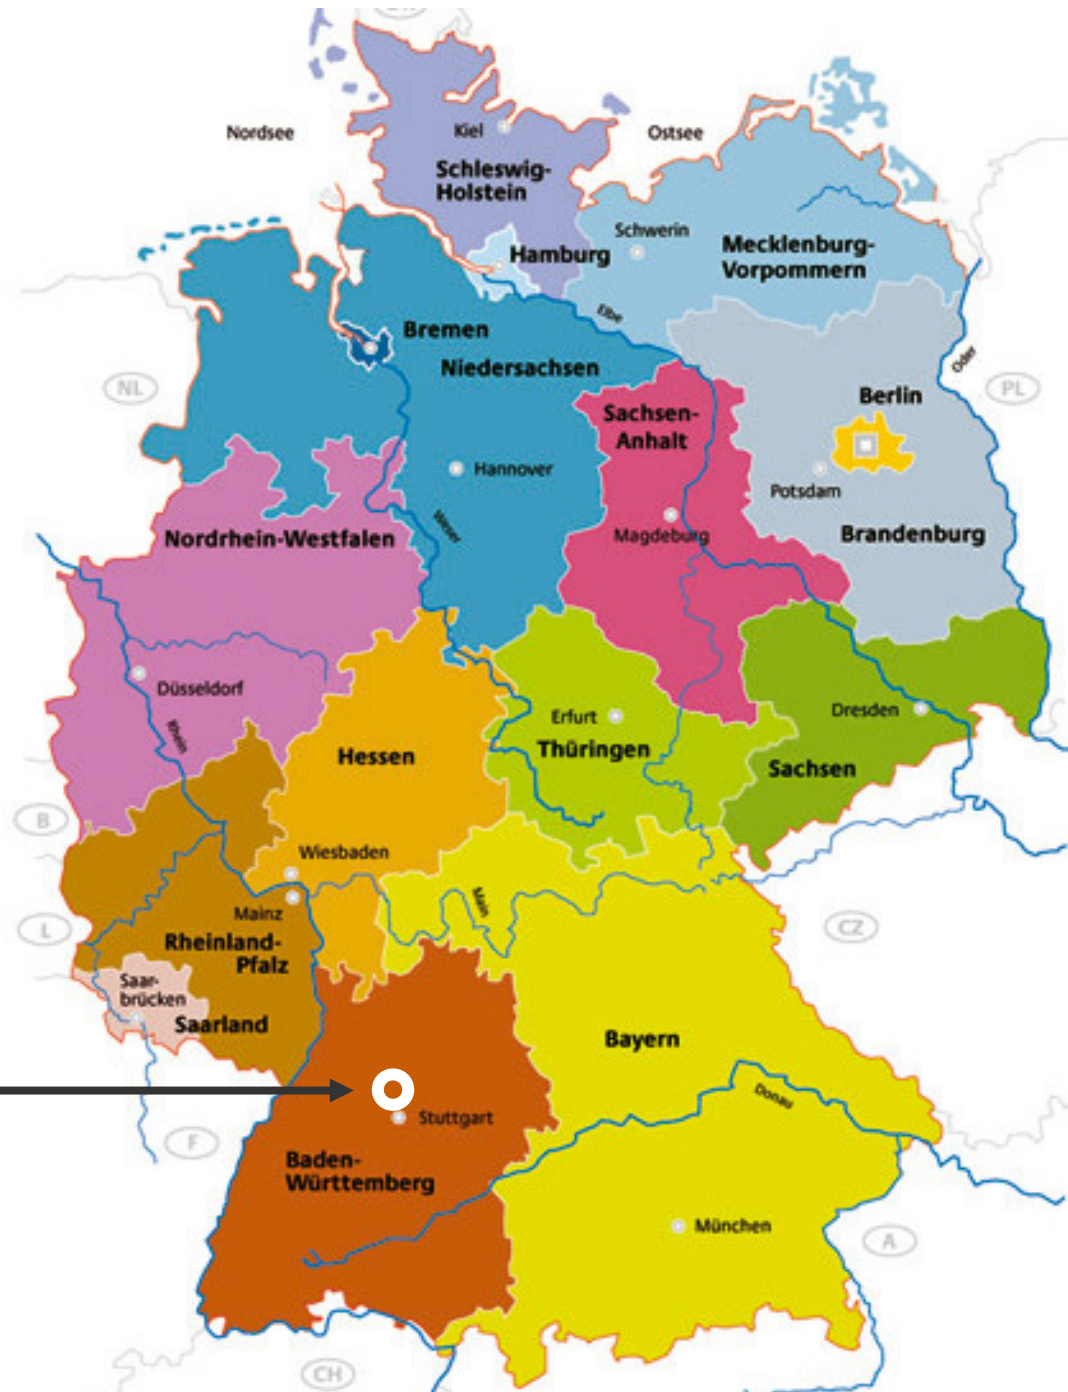 Nordsee
Kiel
Ostsee
Schleswig-
Holstein
Schwerin
Hamburg
Mecklenburg-
Vorpommern
Elbe
Bremen
Niedersachsen
Oder
NL
PL
Berlin
Sachsen-
Anhalt
Hannover
Potsdam
Weser
Magdeburg
Nordrhein-Westfalen
Brandenburg
Düsseldorf
Rhein
Erfurt
Dresden
Hessen
Thüringen
Sachsen
B
Wiesbaden
Main
Mainz
L
CZ
Rheinland-
Pfalz
Saar-
brücken
Saarland
Bayern
Donau
Stuttgart
F
Baden-
Württemberg
München
A
CH